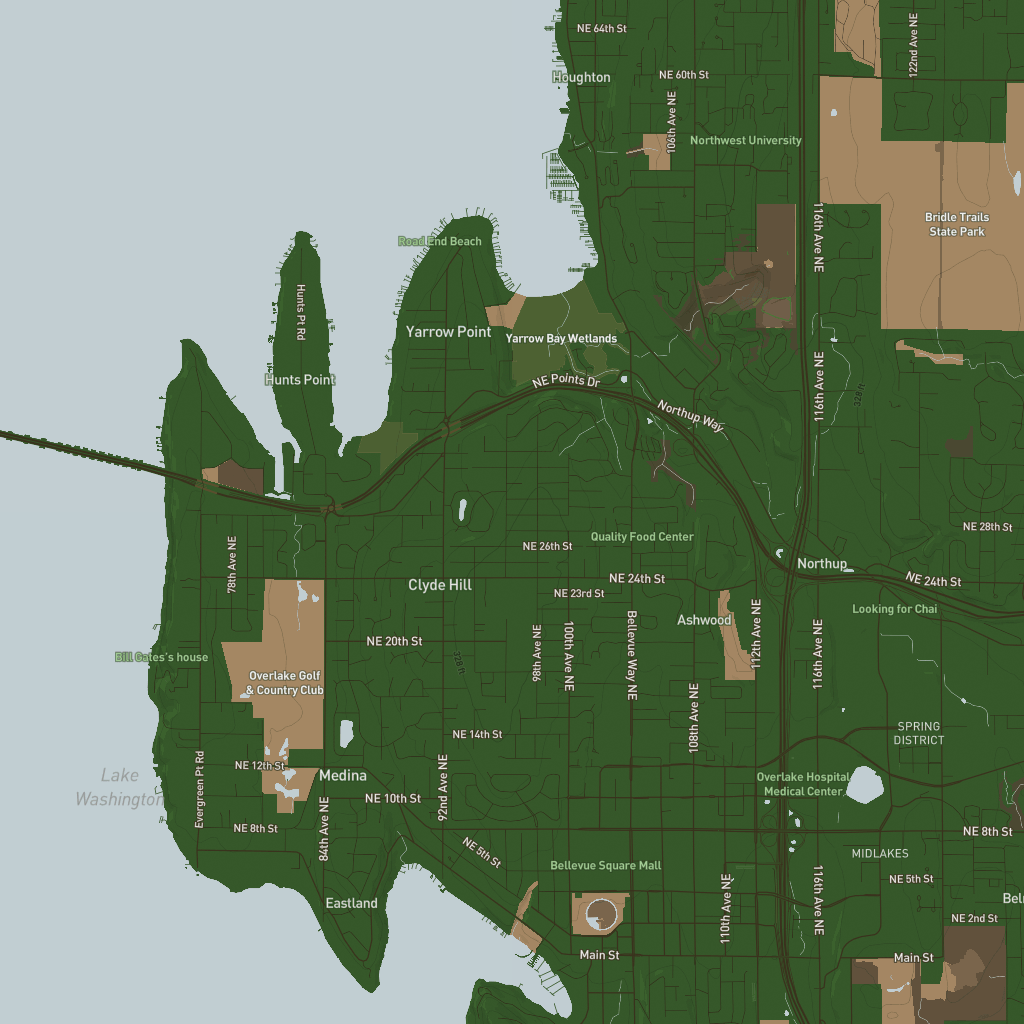 NE 64th St
122nd Ave NE
Houghton
NE 60th St
106th Ave NE
Northwest University
116th Ave NE
Bridle Trails
State Park
Road End Beach
Hunts Pt Rd
Yarrow Point
Yarrow Bay Wetlands
Hunts Point
NE Points Dr
116th Ave NE
328 ft
Northup Way
NE 28th St
Quality Food Center
78th Ave NE
NE 26th St
Northup
Clyde Hill
NE 24th St
NE 24th St
NE 23rd St
Looking for Chai
Ashwood
112th Ave NE
Bellevue Way NE
98th Ave NE
100th Ave NE
116th Ave NE
NE 20th St
328 ft
Bill Gates's house
Overlake Golf
& Country Club
108th Ave NE
SPRING
DISTRICT
NE 14th St
NE 12th St
Medina
Lake
Washington
Evergreen Pt Rd
92nd Ave NE
Overlake Hospital
Medical Center
NE 10th St
84th Ave NE
NE 8th St
NE 8th St
NE 5th St
MIDLAKES
Bellevue Square Mall
NE 5th St
116th Ave NE
110th Ave NE
Eastland
NE 2nd St
Main St
Main St